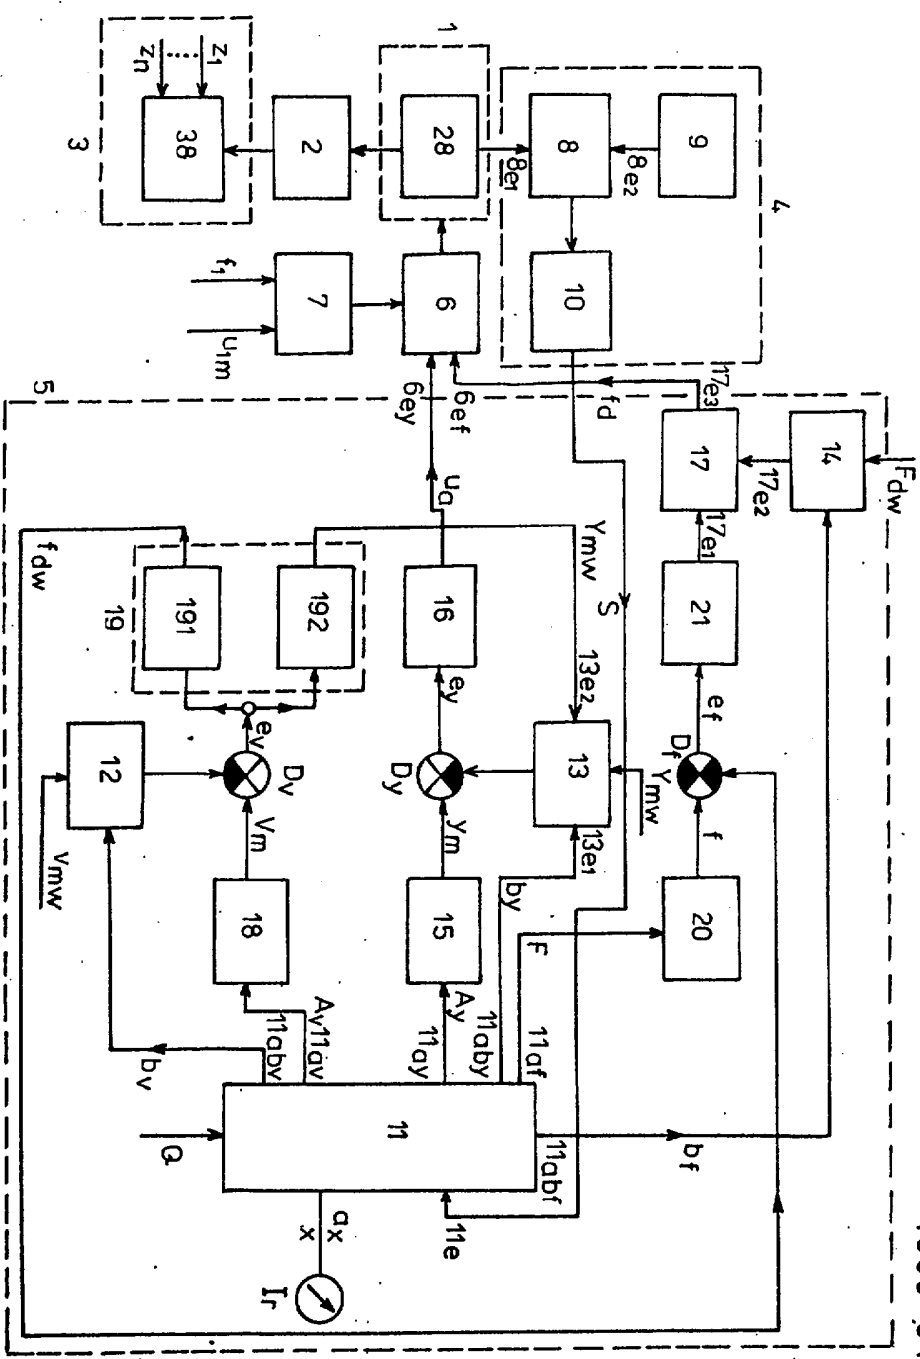 1
3
z1
zn
38
2
28
8e1
8
8e2
9
4
10
f1
u1m
7
6
5
6ey
6ef
fd
17e3
17
17e2
14
Fdw
17e1
21
ef
Df
f
20
ua
Ymw
S
fdw
19
191
192
16
ey
13e2
13
Ymw
13e1
12
ev
Dv
Dy
Vm
ym
vmw
18
15
by
F
Ay
11av
11abv
Ay
11ay
11aby
11af
bv
11
11abf
bf
Q
ax
x
11e
Ir